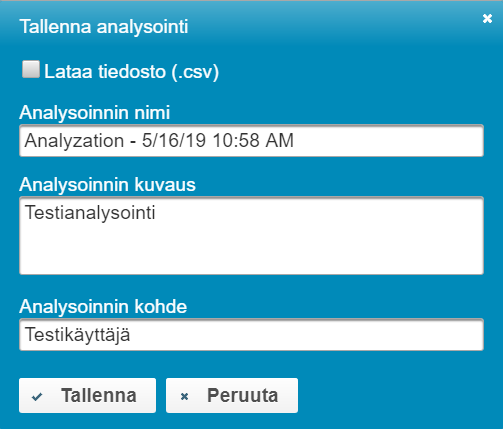 Tallenna analysointi
Lataa tiedosto (.csv)
Analysoinnin nimi
Analyzation - 5/16/19 10:58 AM
Analysoinnin kuvaus
Testianalysointi
Analysoinnin kohde
Testikäyttäjä
Tallenna Peruuta